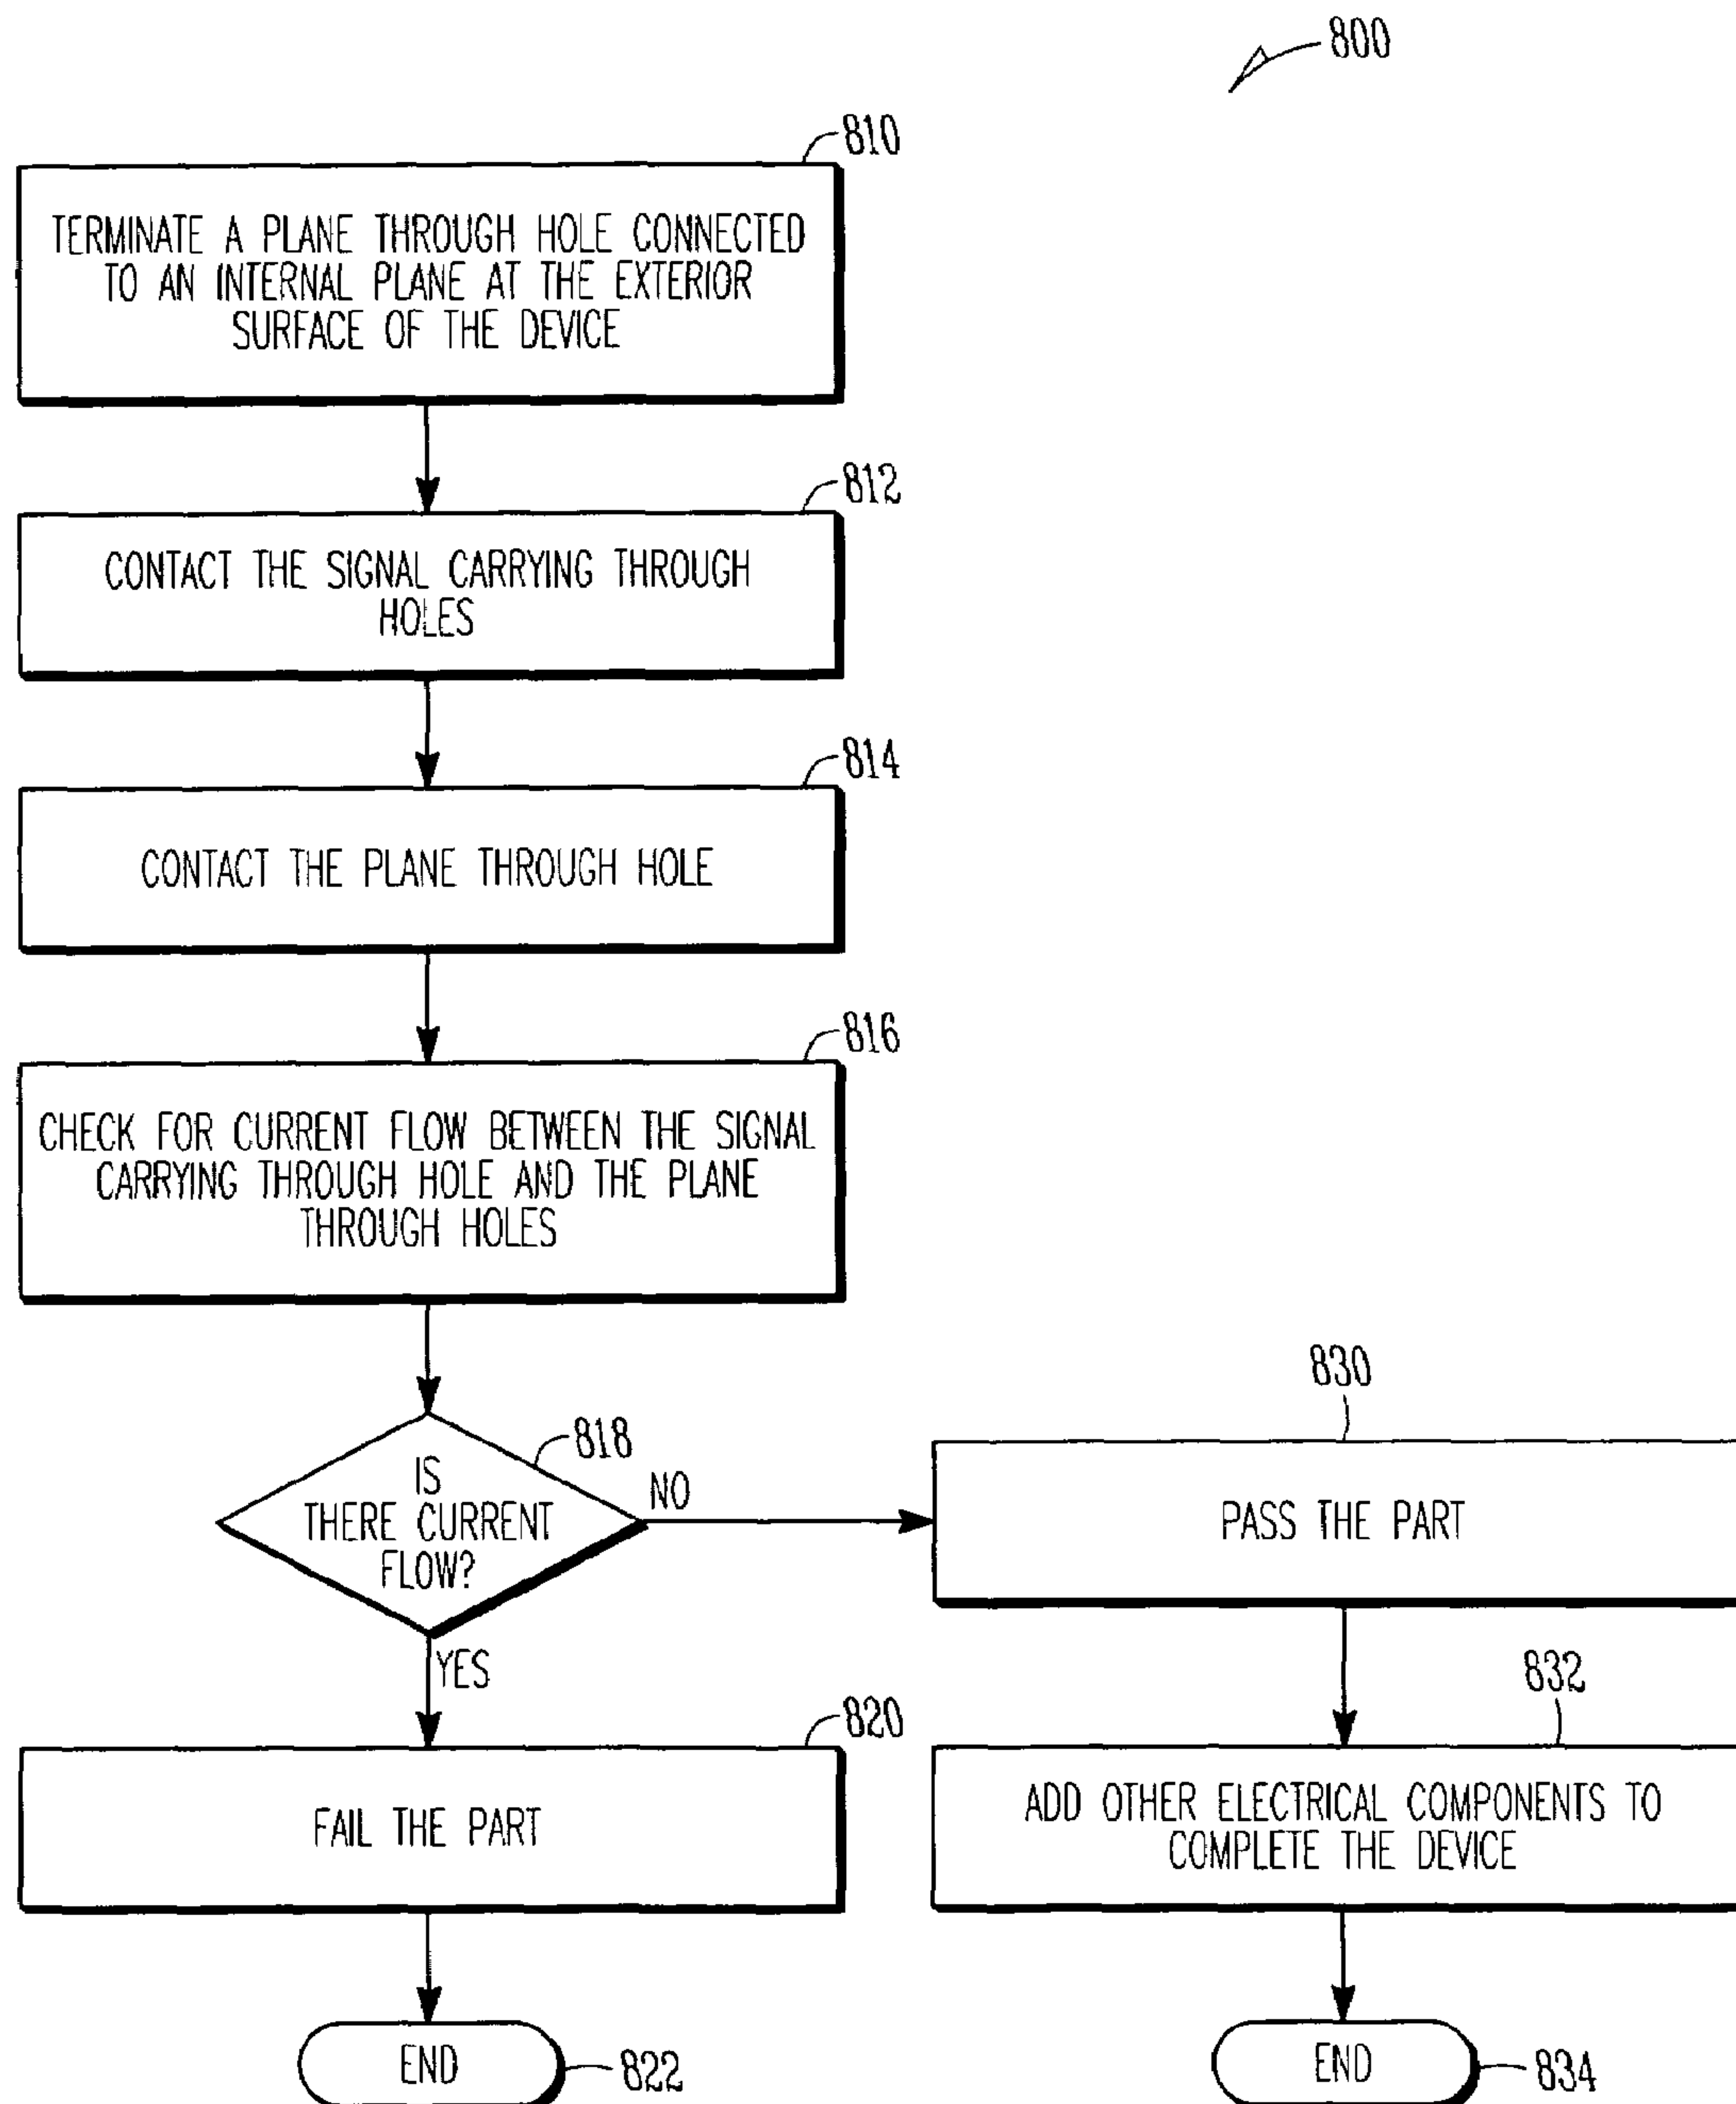 800
810
TERMINATE A PLANE THROUGH HOLE CONNECTED
TO AN INTERNAL PLANE AT THE EXTERIOR
SURFACE OF THE DEVICE
812
CONTACT THE SIGNAL CARRYING THROUGH
HOLES
814
CONTACT THE PLANE THROUGH HOLE
816
CHECK FOR CURRENT FLOW BETWEEN THE SIGNAL
CARRYING THROUGH HOLE AND THE PLANE
THROUGH HOLES
818
IS
THERE CURRENT
FLOW?
NO
YES
830
PASS THE PART
820
FAIL THE PART
832
ADD OTHER ELECTRICAL COMPONENTS TO
COMPLETE THE DEVICE
END
822
END
834